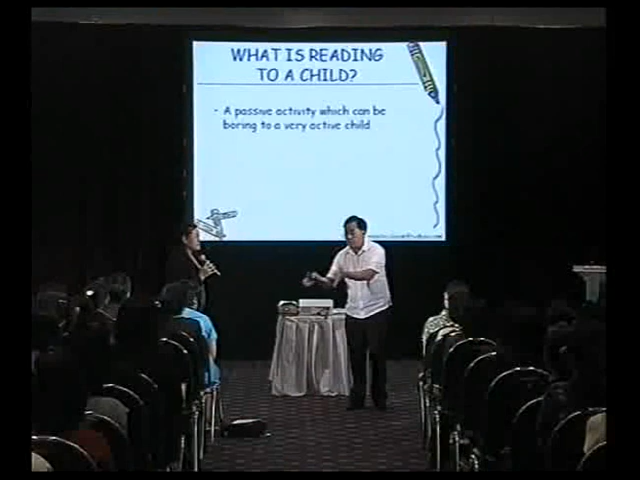 WHAT IS READING
TO A CHILD?
• A passive activity which can be
boring to a very active child